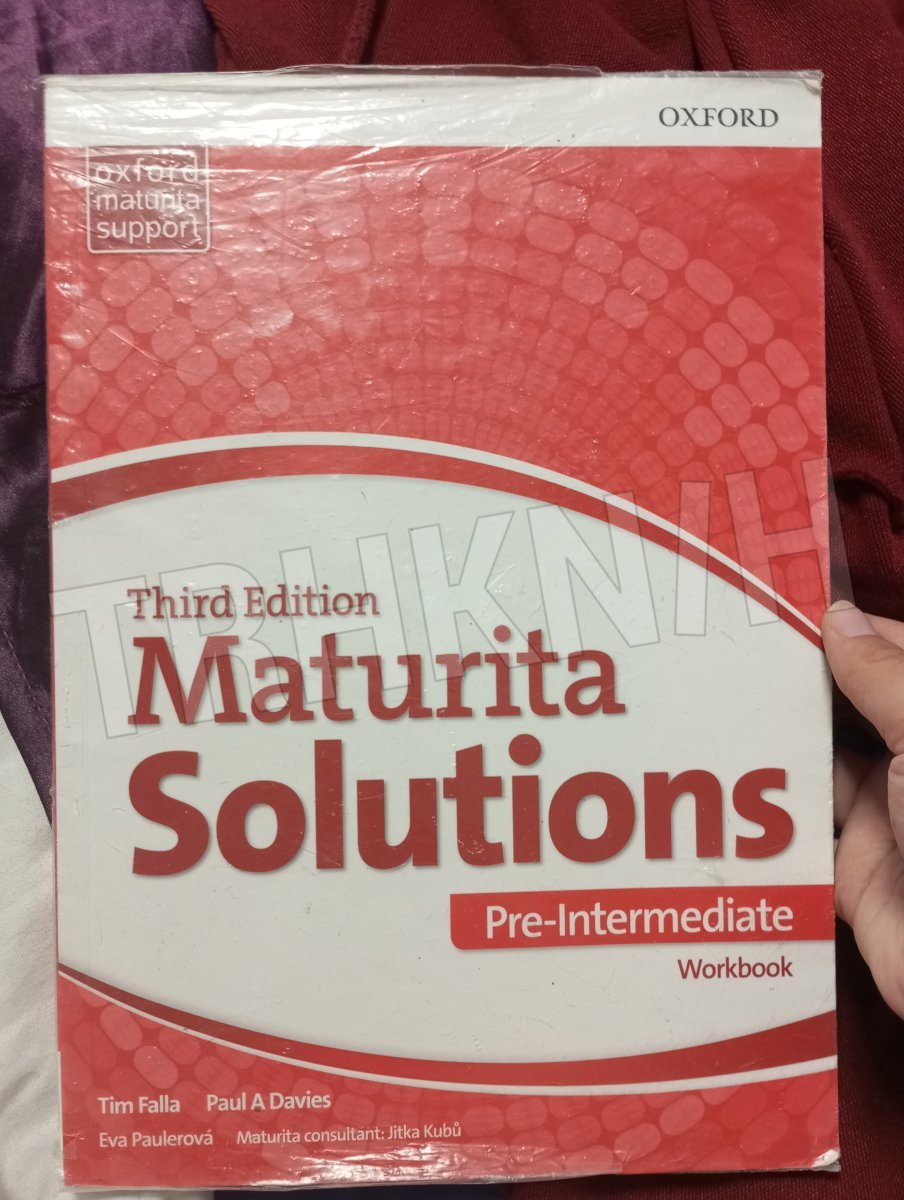 OXFORD
oxford
maturita
support
TRHKNIH
Third Edition
Maturita
Solutions
Pre-Intermediate
Workbook
Tim Falla Paul A Davies
Eva Paulerová Maturita consultant: Jitka Kubů